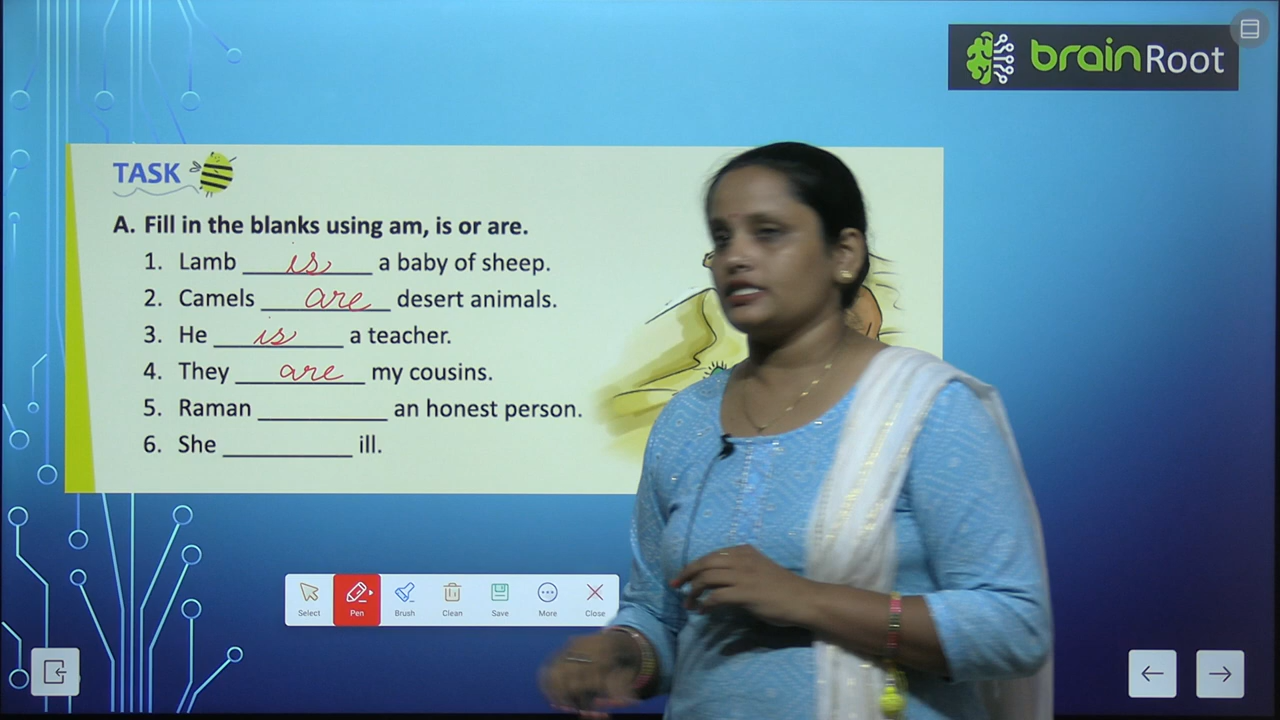 brainRoot
TASK
A. Fill in the blanks using am, is or are.
1. Lamb is a baby of sheep.
2. Camels are desert animals.
3. He is a teacher.
4. They are my cousins.
5. Raman ____________ an honest person.
6. She ____________ ill.
Select Pen Brush Clean Save More Close